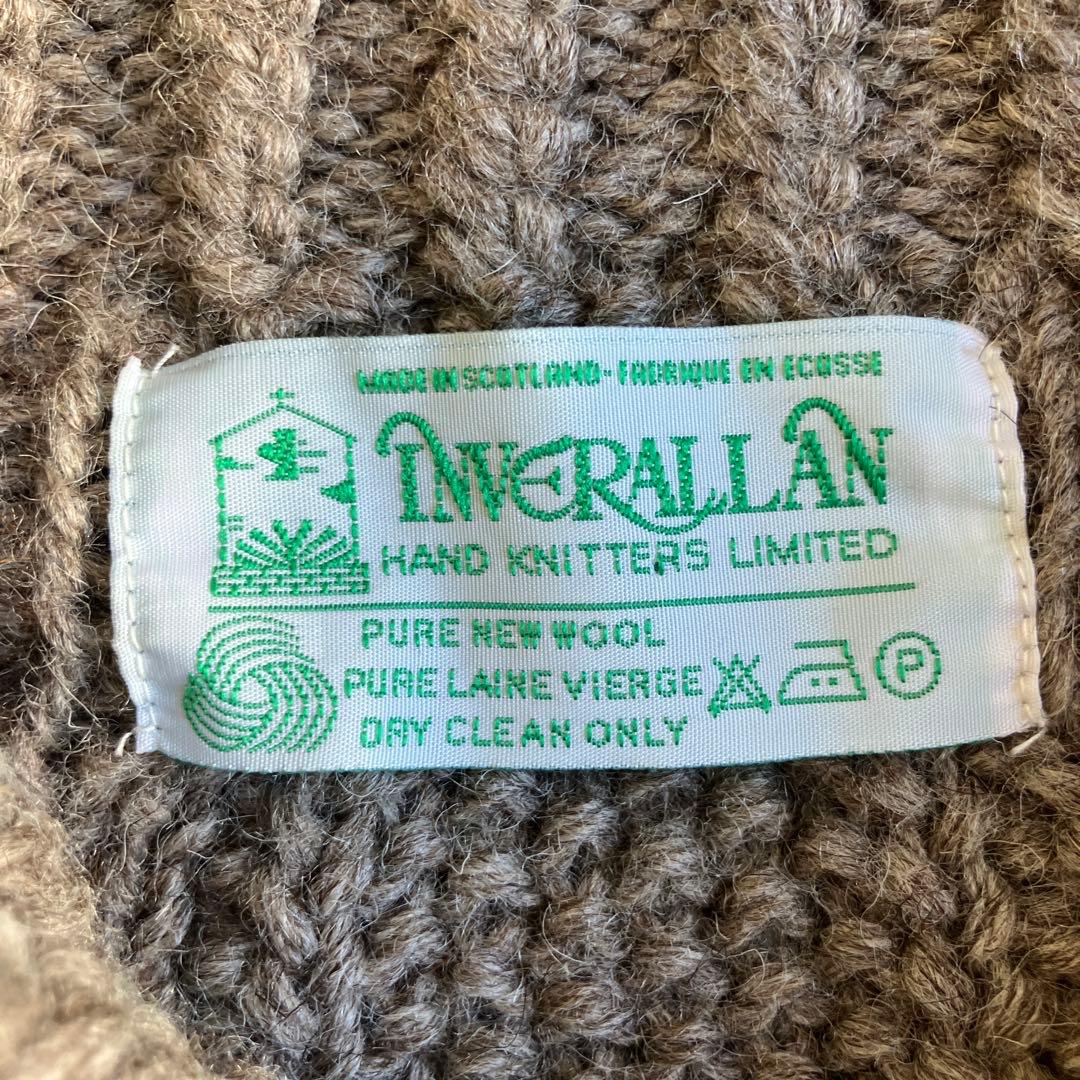 MADE IN SCOTLAND - FABRIQUE EN ECOSSE
INVERALLAN
HAND KNITTERS LIMITED
PURE NEW WOOL
PURE LAINE VIERGE
P
DRY CLEAN ONLY